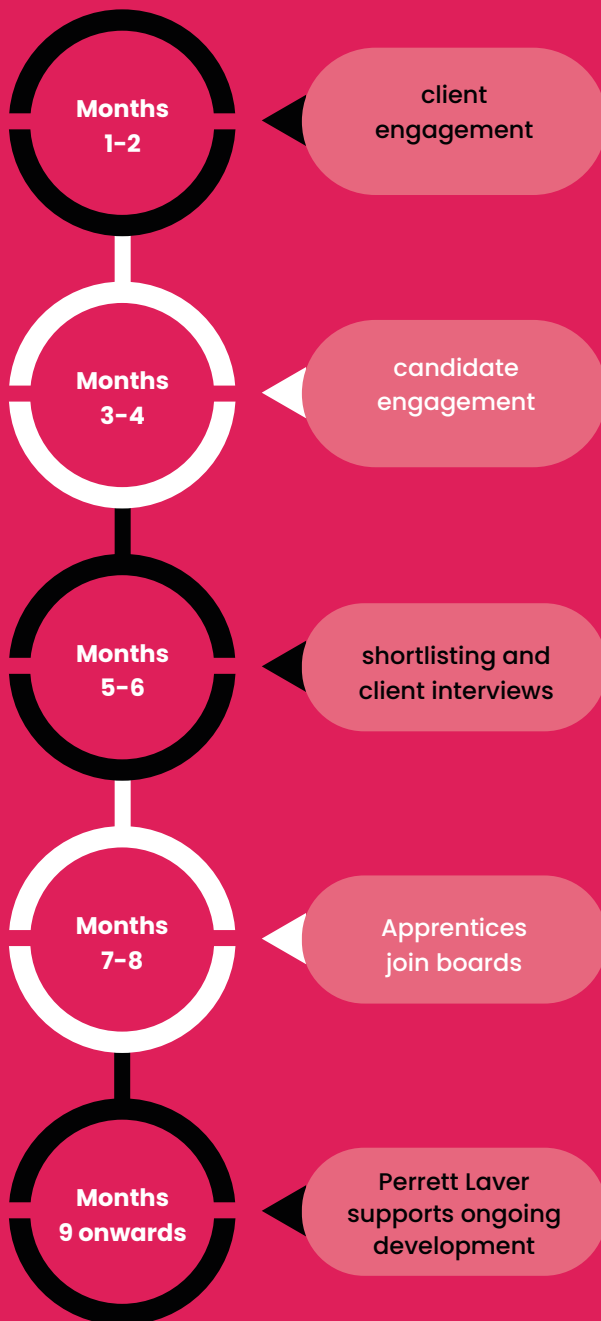 Months
1-2
client
engagement
Months
3-4
candidate
engagement
Months
5-6
shortlisting and
client interviews
Months
7-8
Apprentices
join boards
Months
9 onwards
Perrett Laver
supports ongoing
development